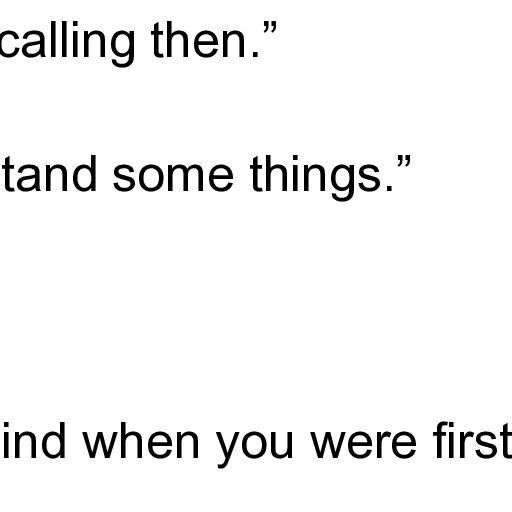 calling then.”
tand some things.”
ind when you were first